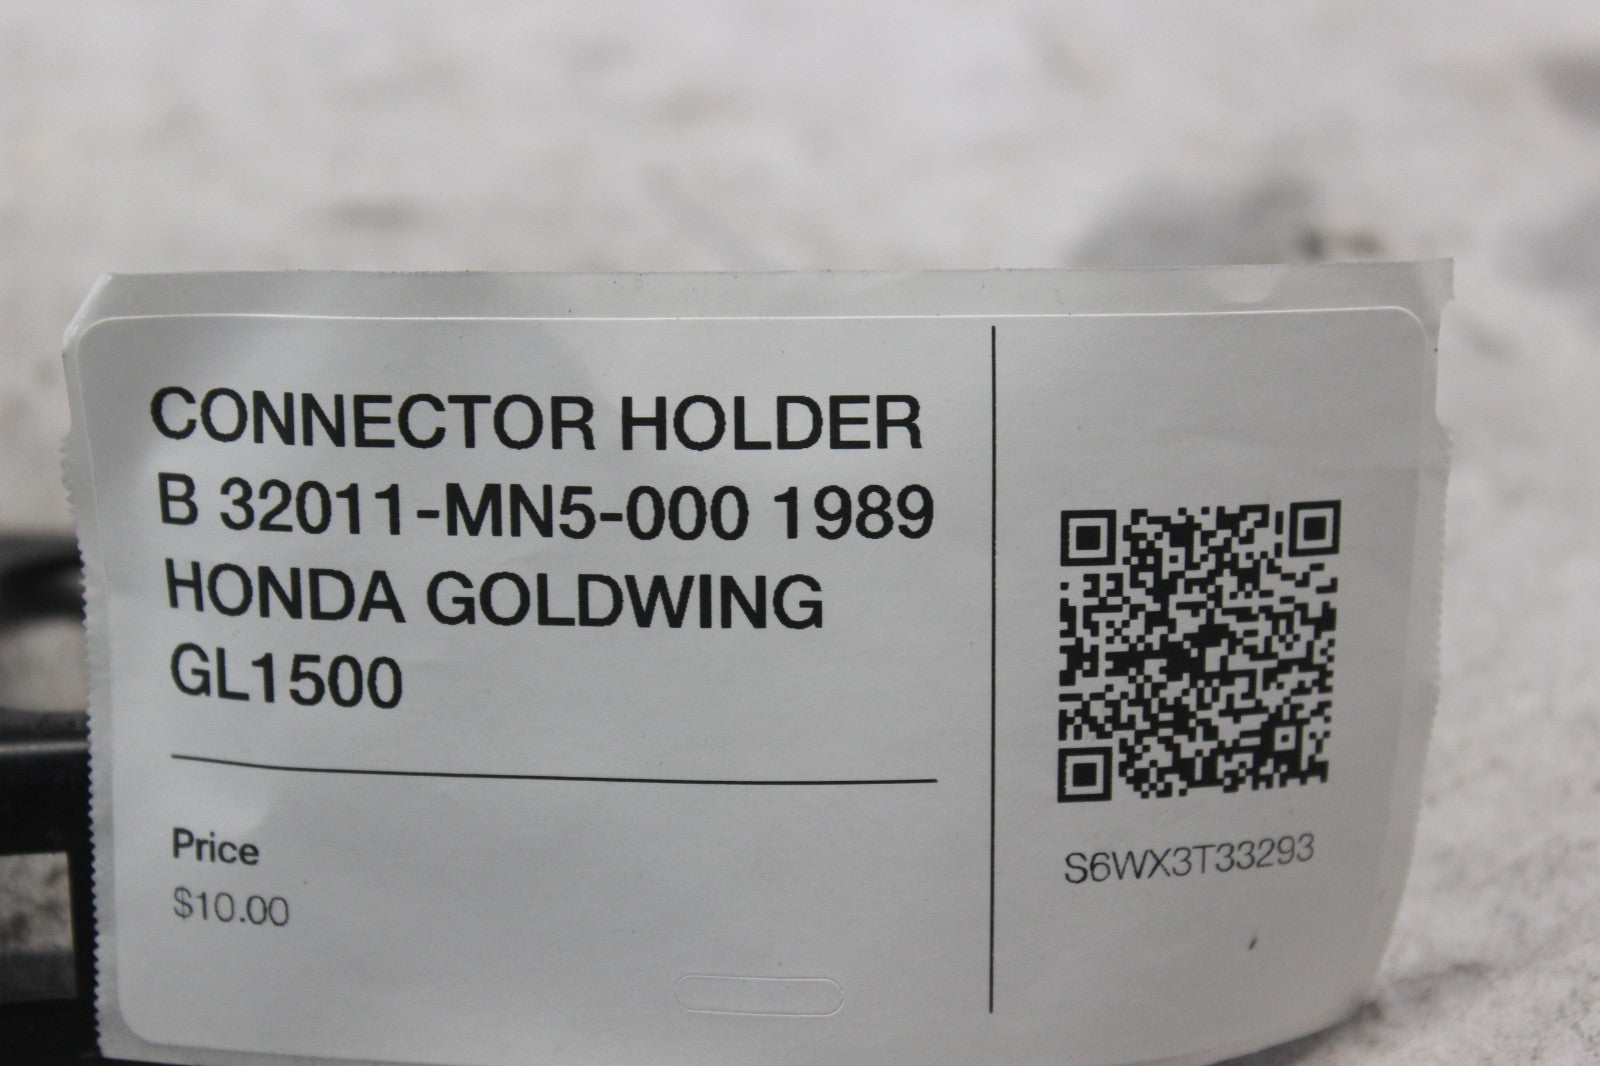 CONNECTOR HOLDER
B 32011-MN5-000 1989
HONDA GOLDWING
GL1500
Price
$10.00
S6WX3T33293